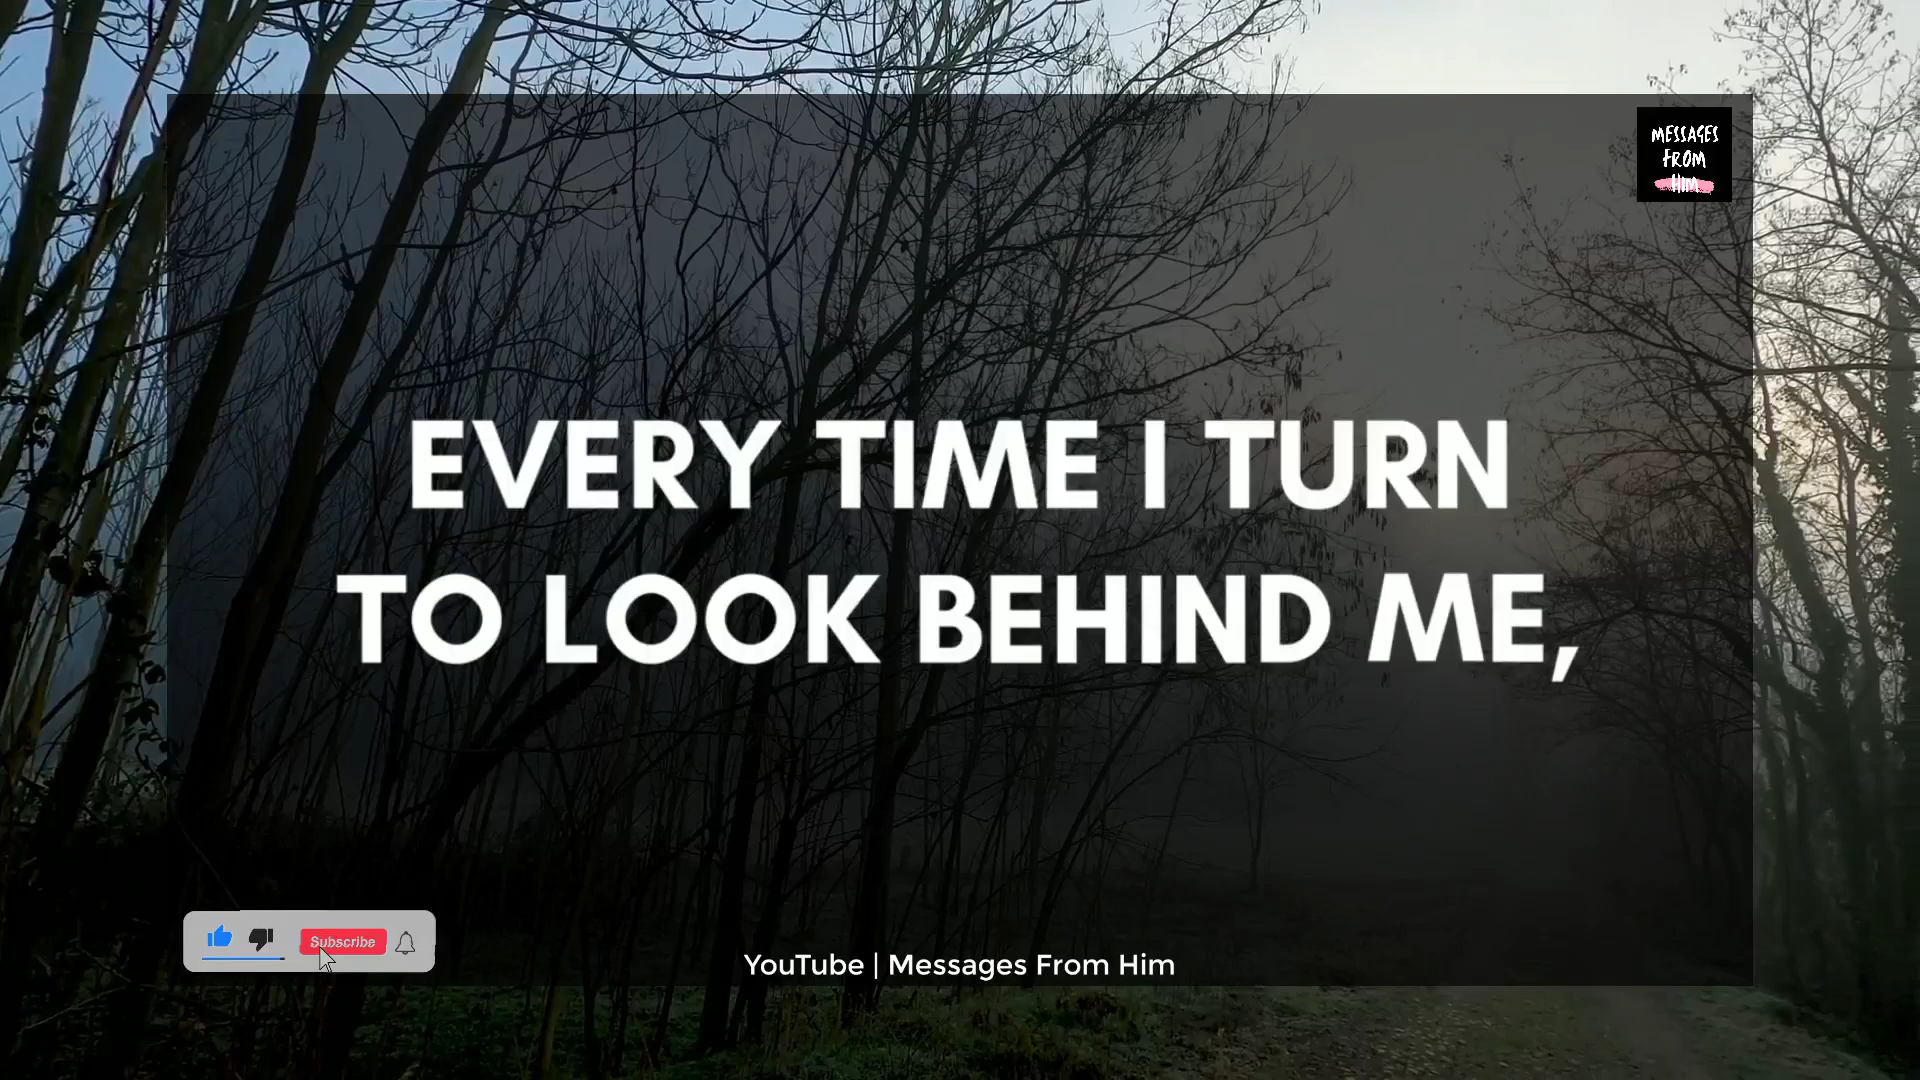 MESSAGES
FROM
HIM
EVERY TIME I TURN
TO LOOK BEHIND ME,
Subscribe
YouTube | Messages From Him